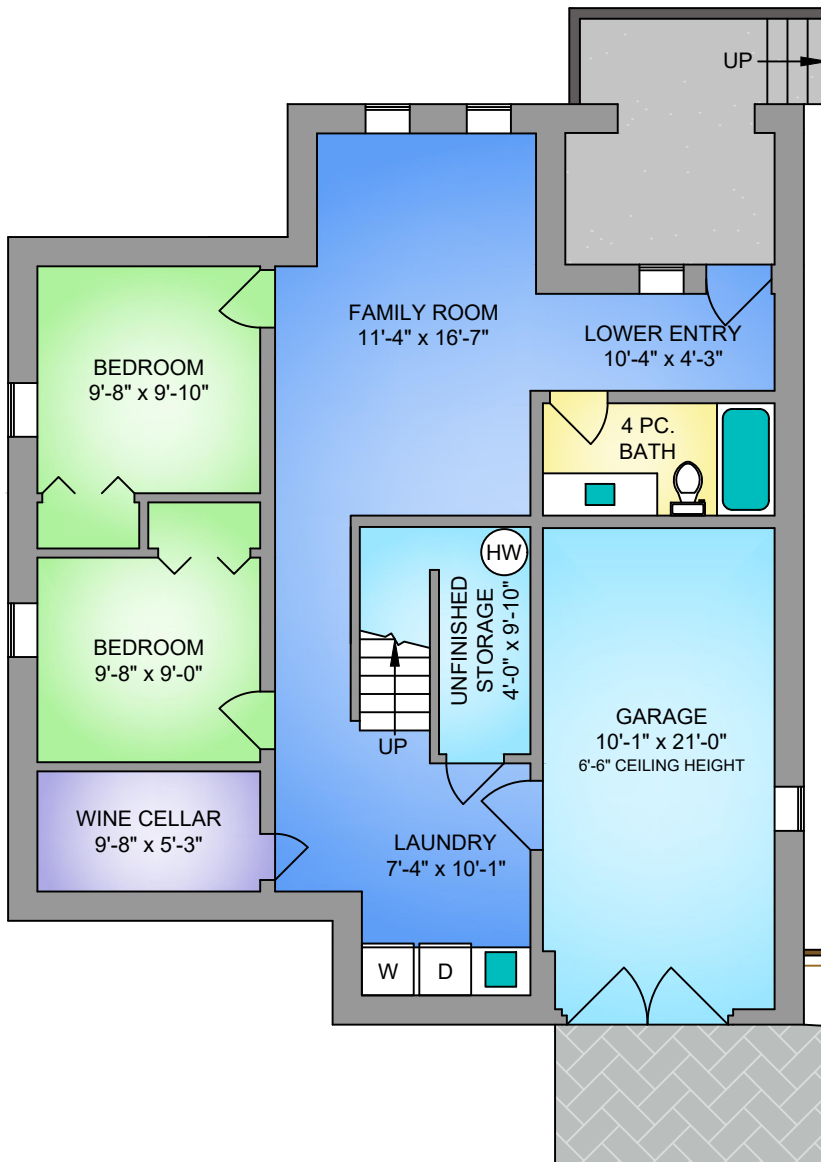 UP
FAMILY ROOM
11'-4" x 16'-7"
LOWER ENTRY
10'-4" x 4'-3"
BEDROOM
9'-8" x 9'-10"
4 PC.
BATH
HW
UNFINISHED
STORAGE
4'-0" x 9'-10"
BEDROOM
9'-8" x 9'-0"
UP
GARAGE
10'-1" x 21'-0"
6'-6" CEILING HEIGHT
WINE CELLAR
9'-8" x 5'-3"
LAUNDRY
7'-4" x 10'-1"
W
D